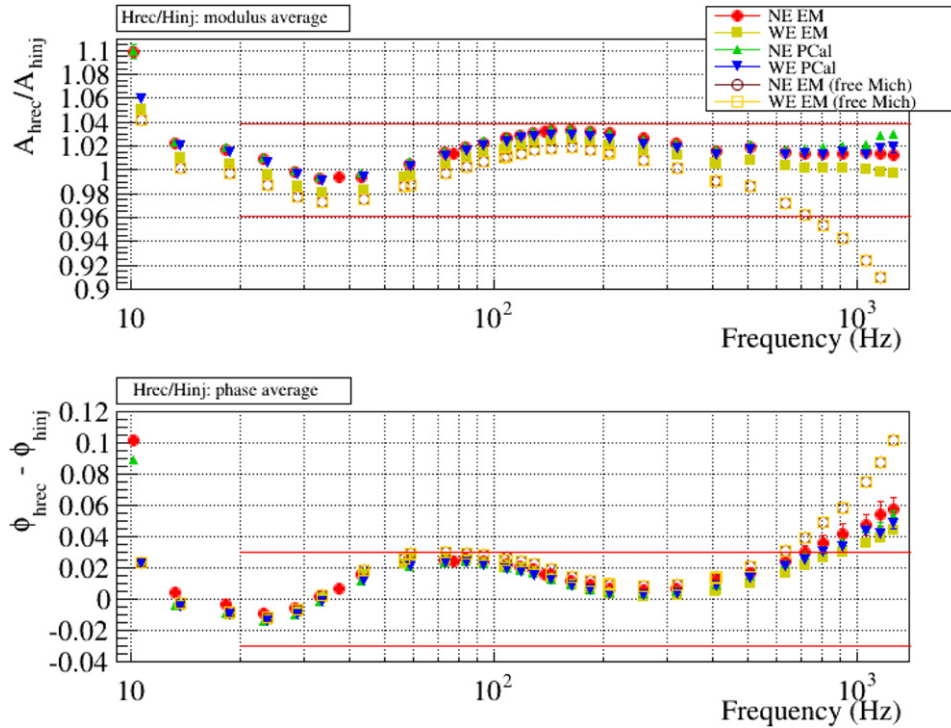 Hrec/Hinj: modulus average
NE EM
WE EM
NE PCal
WE PCal
NE EM (free Mich)
WE EM (free Mich)
A_hrec/A_hinj
1.1
1.08
1.06
1.04
1.02
1
0.98
0.96
0.94
0.92
0.9
10
10²
10³
Frequency (Hz)
Hrec/Hinj: phase average
ϕ_hrec - ϕ_hinj
0.12
0.1
0.08
0.06
0.04
0.02
0
-0.02
-0.04
10
10²
10³
Frequency (Hz)